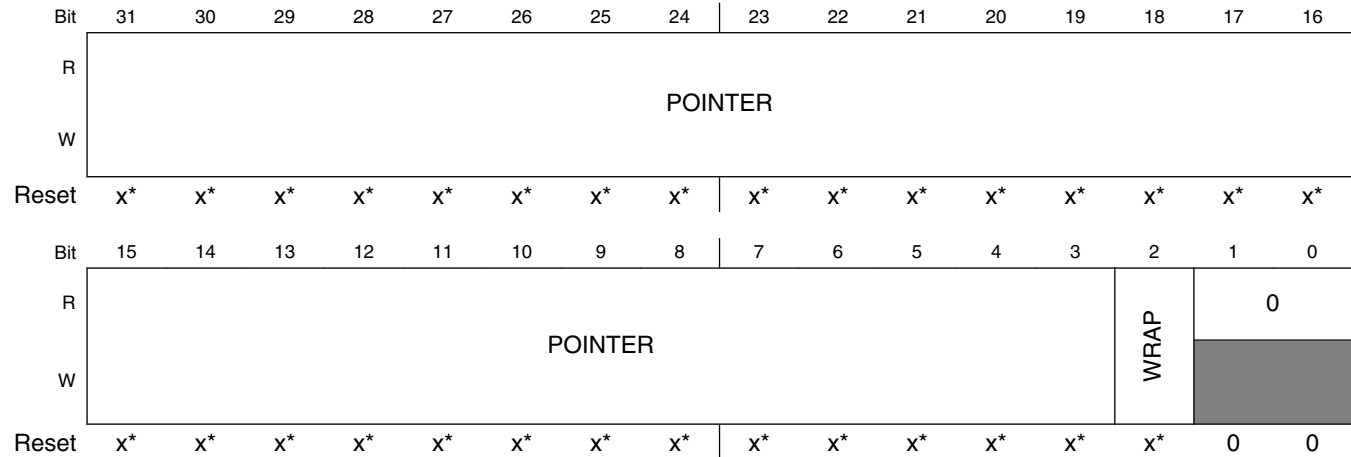 Bit 31 30 29 28 27 26 25 24 23 22 21 20 19 18 17 16
R
POINTER
W
Reset x* x* x* x* x* x* x* x* x* x* x* x* x* x* x* x*
Bit 15 14 13 12 11 10 9 8 7 6 5 4 3 2 1 0
R 0
POINTER WRAP
W
Reset x* x* x* x* x* x* x* x* x* x* x* x* x* x* 0 0